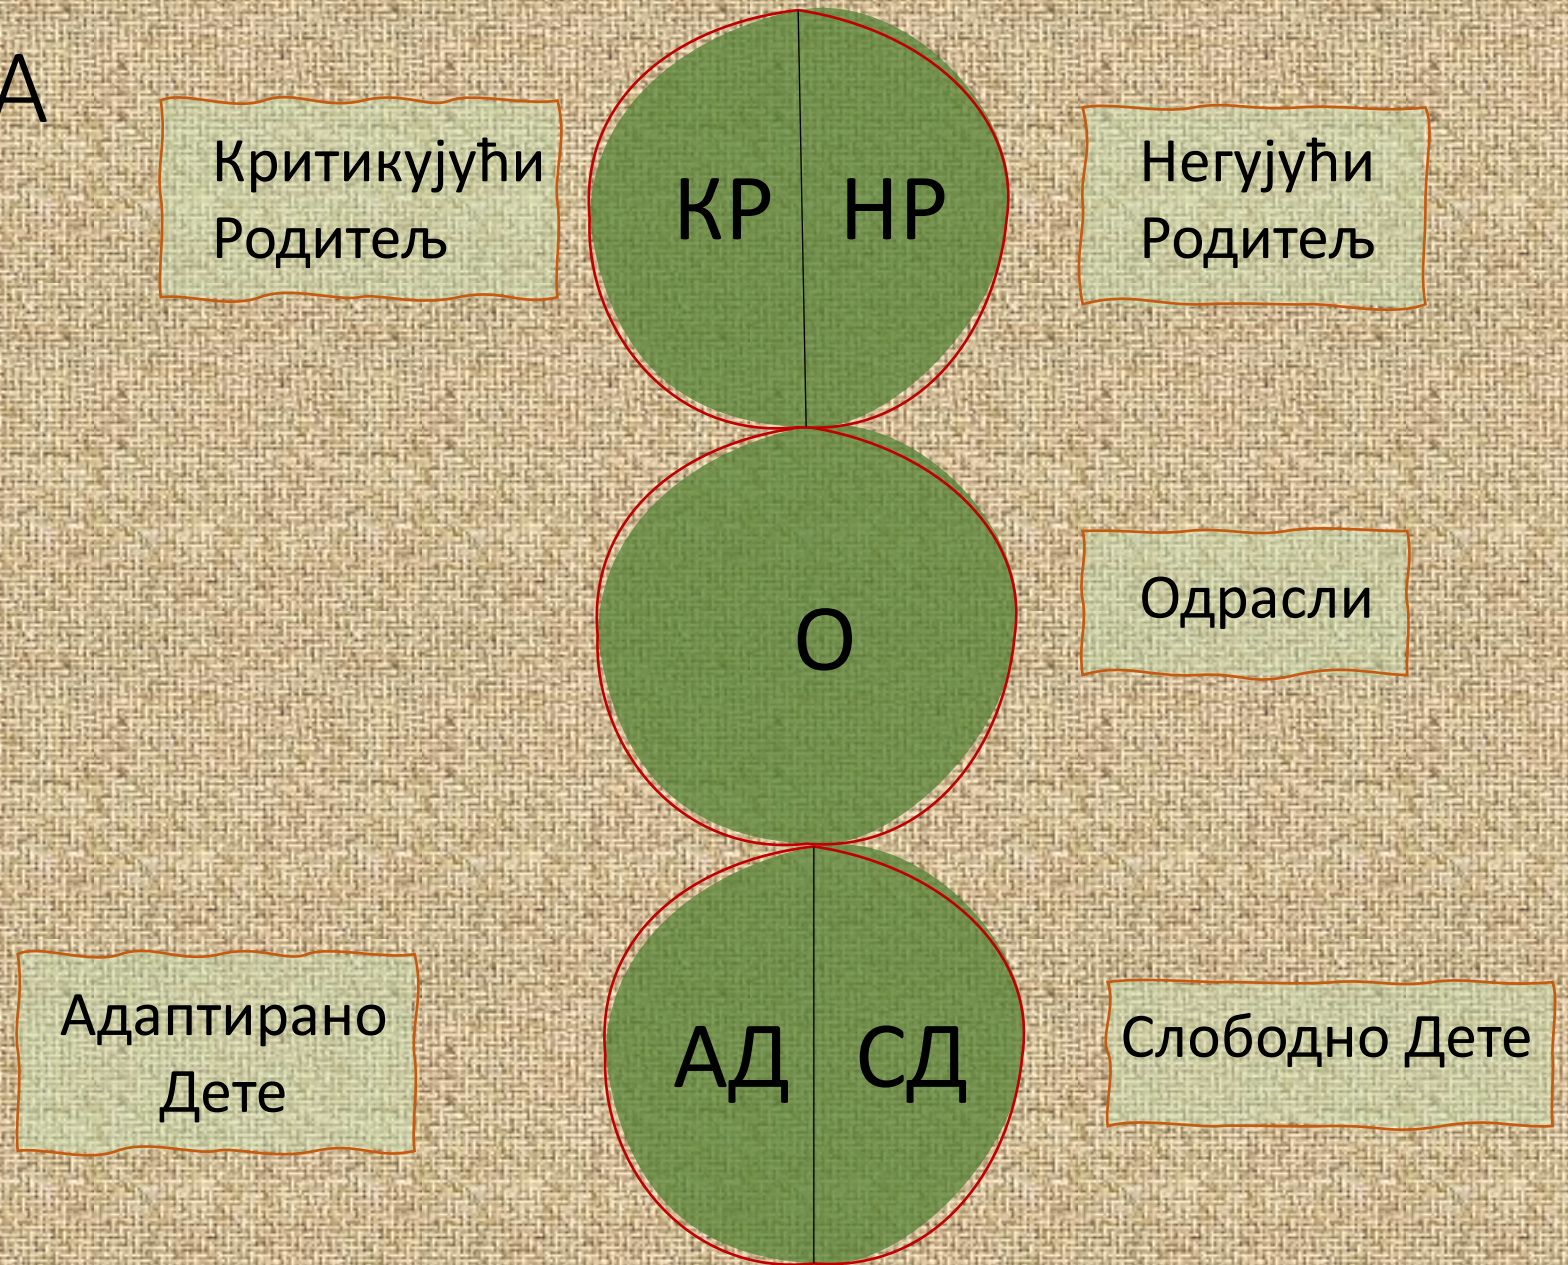 А
Критикујући
Родитељ
КР НР
Негујући
Родитељ
О
Одрасли
Адаптирано
Дете
АД СД
Слободно Дете